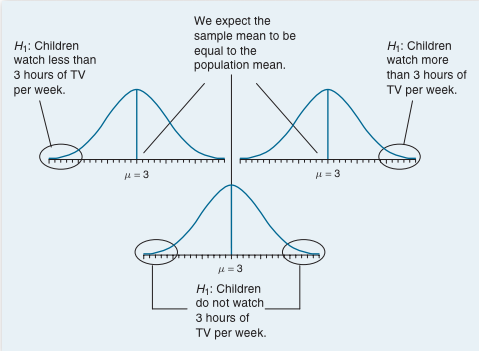 We expect the
sample mean to be
equal to the
population mean.
H₁: Children
watch less than
3 hours of TV
per week.
H₁: Children
watch more
than 3 hours of
TV per week.
μ = 3
μ = 3
μ = 3
H₁: Children
do not watch
3 hours of
TV per week.